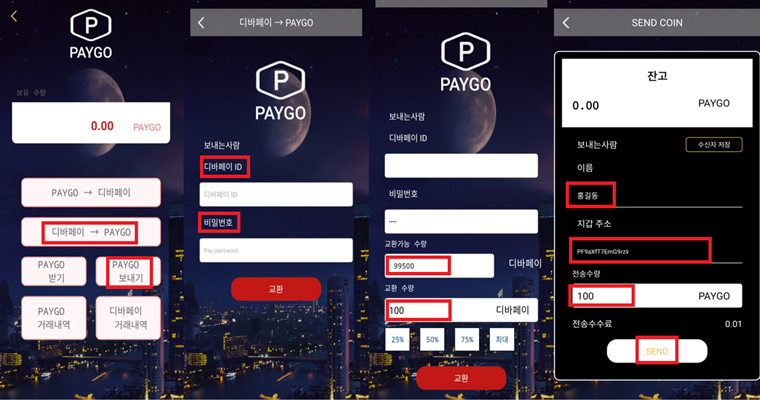 P
PAYGO
보유 수량
0.00 PAYGO
PAYGO → 디바페이
디바페이 → PAYGO
PAYGO
받기
PAYGO
보내기
PAYGO
거래내역
디바페이
거래내역
디바페이 → PAYGO
P
PAYGO
보내는사람
디바페이 ID
디바페이 ID
비밀번호
Pay password
교환
P
PAYGO
보내는사람
디바페이 ID
비밀번호
····
교환가능 수량
99500 디바페이
교환 수량
100 디바페이
25% 50% 75% 최대
교환
SEND COIN
잔고
0.00 PAYGO
보내는사람 수신자 저장
이름
홍길동
지갑 주소
PF9aXfT7EmG9rzV
전송수량
100 PAYGO
전송수수료 0.01
SEND